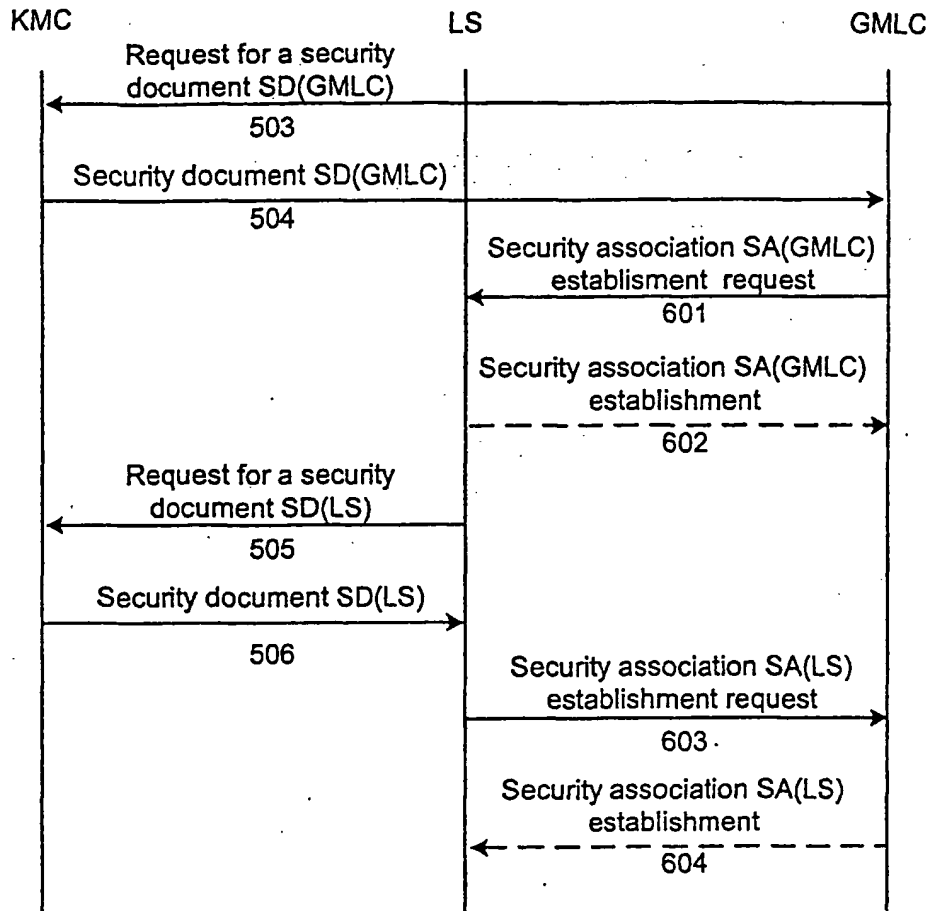 KMC LS GMLC
Request for a security
document SD(GMLC)
503
Security document SD(GMLC)
504
Security association SA(GMLC)
establisment request
601
Security association SA(GMLC)
establishment
602
Request for a security
document SD(LS)
505
Security document SD(LS)
506
Security association SA(LS)
establishment request
603
Security association SA(LS)
establishment
604